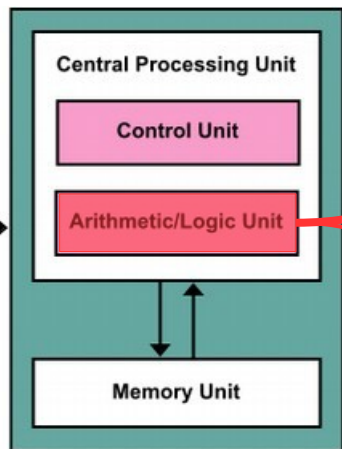 Central Processing Unit
Control Unit
Arithmetic/Logic Unit
Memory Unit